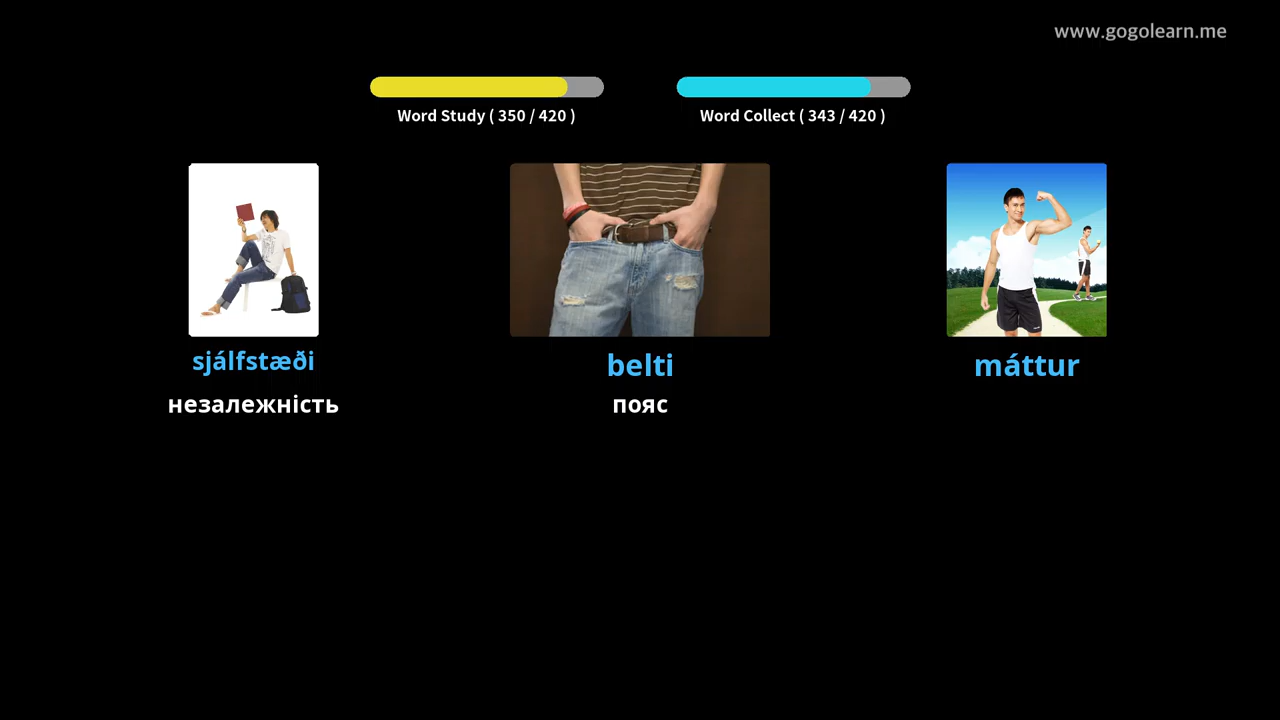 www.gogolearn.me
Word Study ( 350 / 420 )
Word Collect ( 343 / 420 )
sjálfstæði
незалежність
belti
пояс
máttur